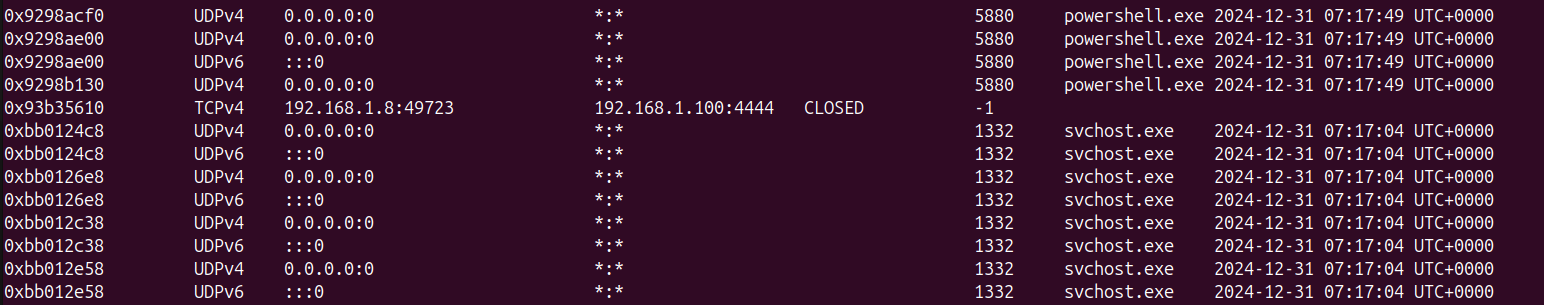 0x9298acf0 UDPv4 0.0.0.0:0 *:* 5880 powershell.exe 2024-12-31 07:17:49 UTC+0000
0x9298ae00 UDPv4 0.0.0.0:0 *:* 5880 powershell.exe 2024-12-31 07:17:49 UTC+0000
0x9298ae00 UDPv6 :::0 *:* 5880 powershell.exe 2024-12-31 07:17:49 UTC+0000
0x9298b130 UDPv4 0.0.0.0:0 *:* 5880 powershell.exe 2024-12-31 07:17:49 UTC+0000
0x93b35610 TCPv4 192.168.1.8:49723 192.168.1.100:4444 CLOSED -1
0xbb0124c8 UDPv4 0.0.0.0:0 *:* 1332 svchost.exe 2024-12-31 07:17:04 UTC+0000
0xbb0124c8 UDPv6 :::0 *:* 1332 svchost.exe 2024-12-31 07:17:04 UTC+0000
0xbb0126e8 UDPv4 0.0.0.0:0 *:* 1332 svchost.exe 2024-12-31 07:17:04 UTC+0000
0xbb0126e8 UDPv6 :::0 *:* 1332 svchost.exe 2024-12-31 07:17:04 UTC+0000
0xbb012c38 UDPv4 0.0.0.0:0 *:* 1332 svchost.exe 2024-12-31 07:17:04 UTC+0000
0xbb012c38 UDPv6 :::0 *:* 1332 svchost.exe 2024-12-31 07:17:04 UTC+0000
0xbb012e58 UDPv4 0.0.0.0:0 *:* 1332 svchost.exe 2024-12-31 07:17:04 UTC+0000
0xbb012e58 UDPv6 :::0 *:* 1332 svchost.exe 2024-12-31 07:17:04 UTC+0000